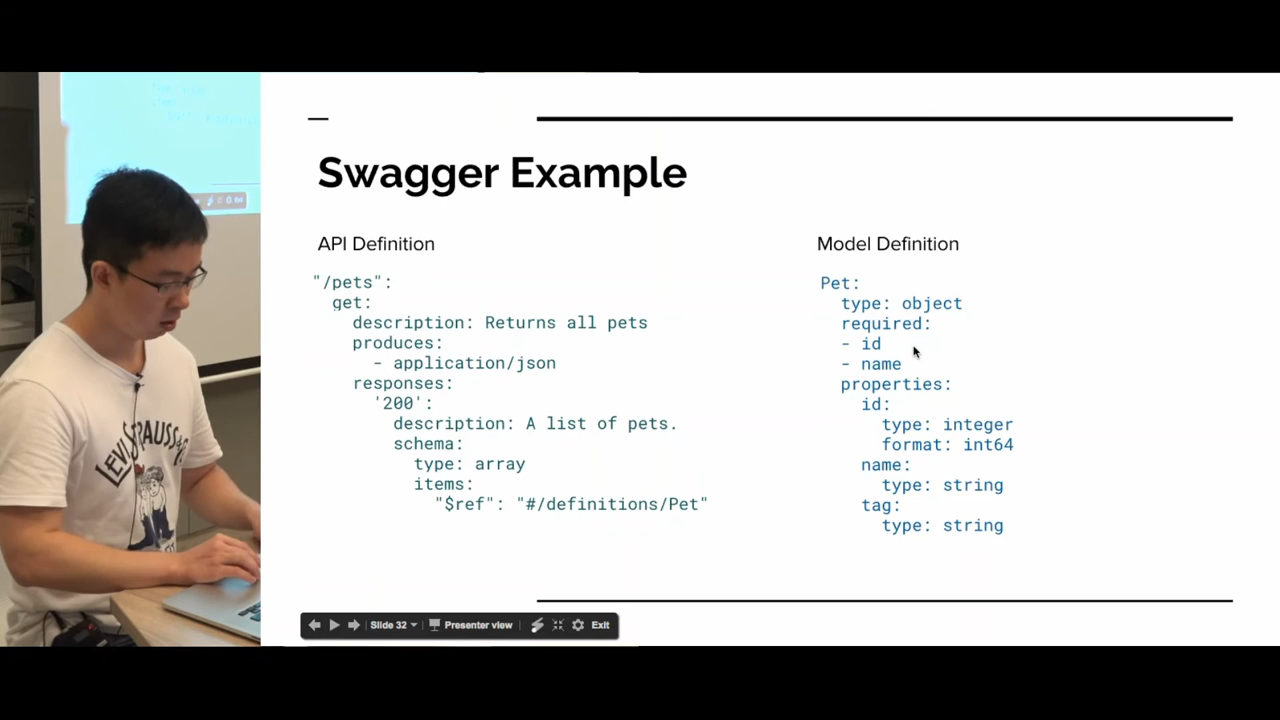 Swagger Example
API Definition
"/pets":
get:
description: Returns all pets
produces:
- application/json
responses:
'200':
description: A list of pets.
schema:
type: array
items:
"$ref": "#/definitions/Pet"
Model Definition
Pet:
type: object
required:
- id
- name
properties:
id:
type: integer
format: int64
name:
type: string
tag:
type: string
Slide 32
Presenter view
Exit
LEVI STRAUSS &